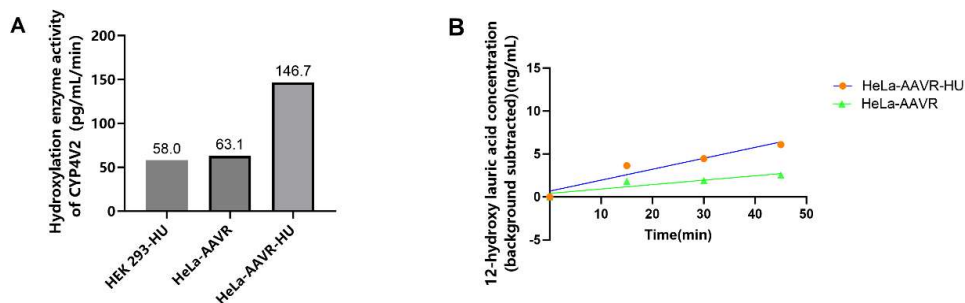 A
Hydroxylation enzyme activity
of CYP4V2 (pg/mL/min)
200
150
100
50
0
58.0
63.1
146.7
HEK 293-HU
HeLa-AAVR
HeLa-AAVR-HU
B
12-hydroxy lauric acid concentration
(background subtracted)(ng/mL)
15
10
5
0
-5
10
20
30
40
50
Time(min)
HeLa-AAVR-HU
HeLa-AAVR